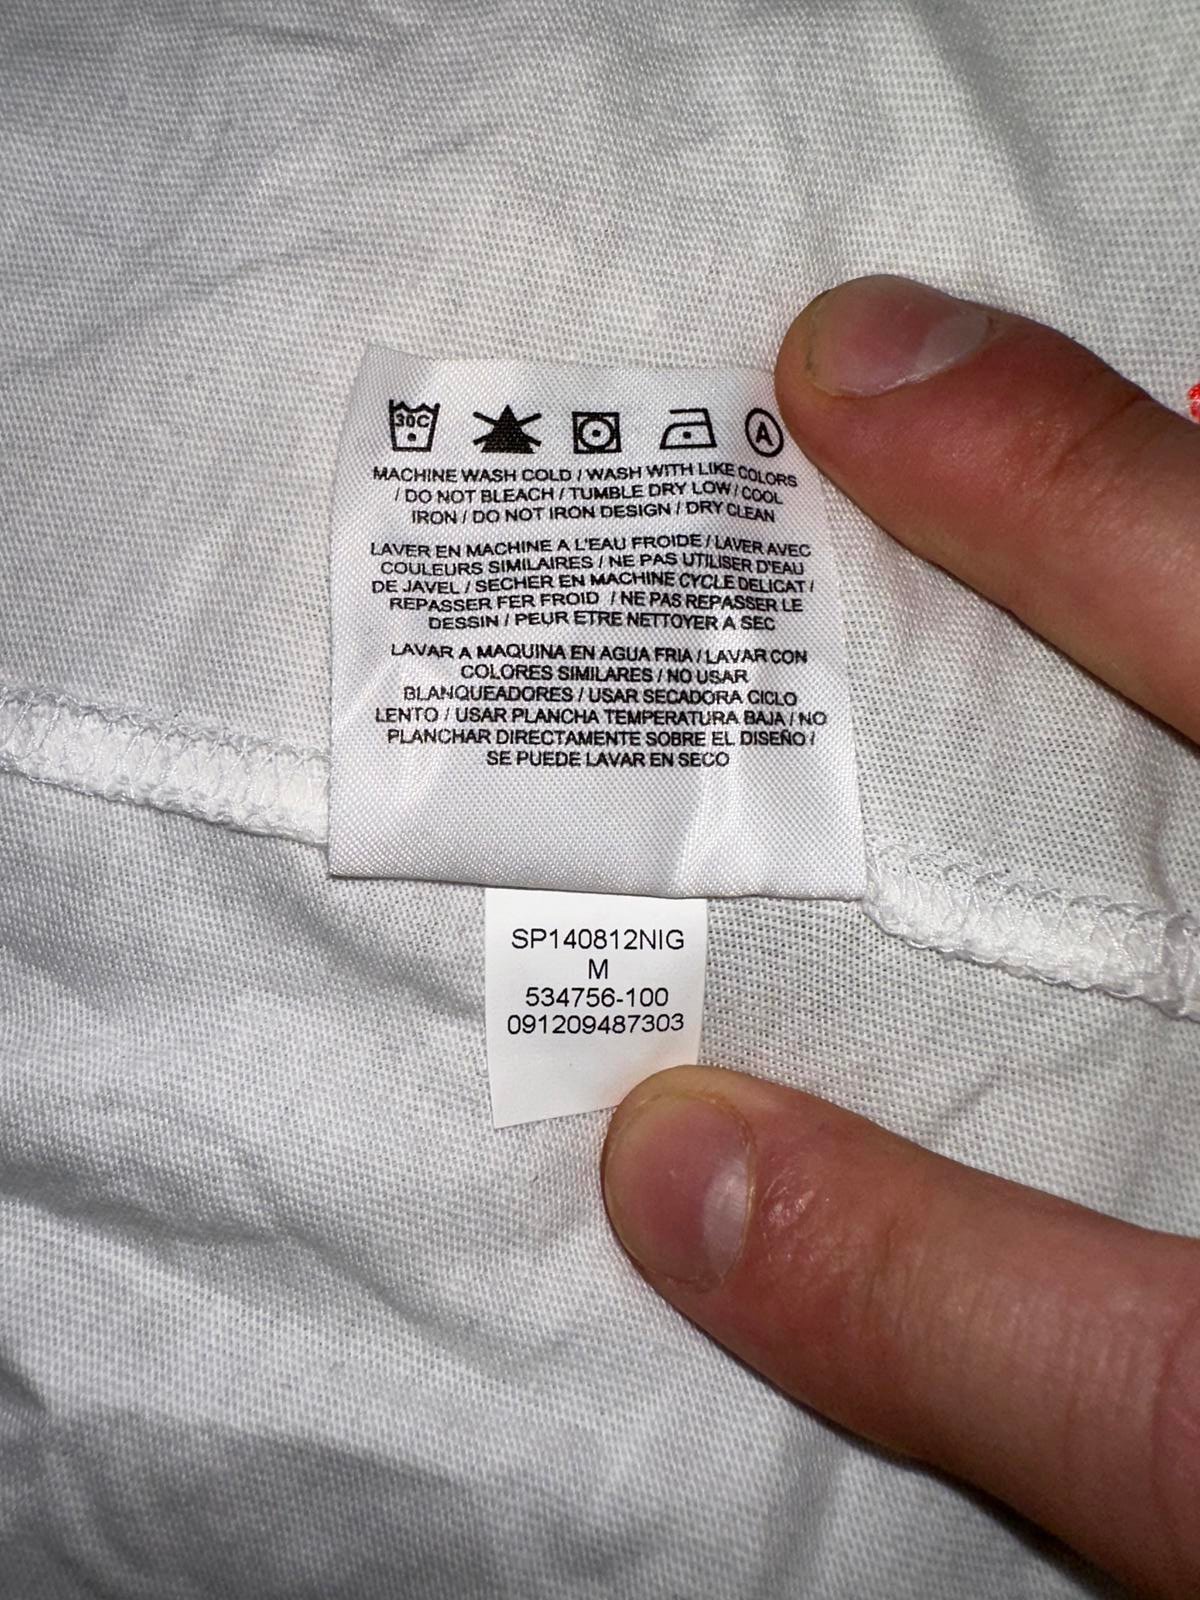 30C
A
MACHINE WASH COLD / WASH WITH LIKE COLORS
/ DO NOT BLEACH / TUMBLE DRY LOW / COOL
IRON / DO NOT IRON DESIGN / DRY CLEAN
LAVER EN MACHINE A L'EAU FROIDE / LAVER AVEC
COULEURS SIMILAIRES / NE PAS UTILISER D'EAU
DE JAVEL / SECHER EN MACHINE CYCLE DELICAT /
REPASSER FER FROID / NE PAS REPASSER LE
DESSIN / PEUR ETRE NETTOYER A SEC
LAVAR A MAQUINA EN AGUA FRIA / LAVAR CON
COLORES SIMILARES / NO USAR
BLANQUEADORES / USAR SECADORA CICLO
LENTO / USAR PLANCHA TEMPERATURA BAJA / NO
PLANCHAR DIRECTAMENTE SOBRE EL DISEÑO /
SE PUEDE LAVAR EN SECO
SP140812NIG
M
534756-100
091209487303